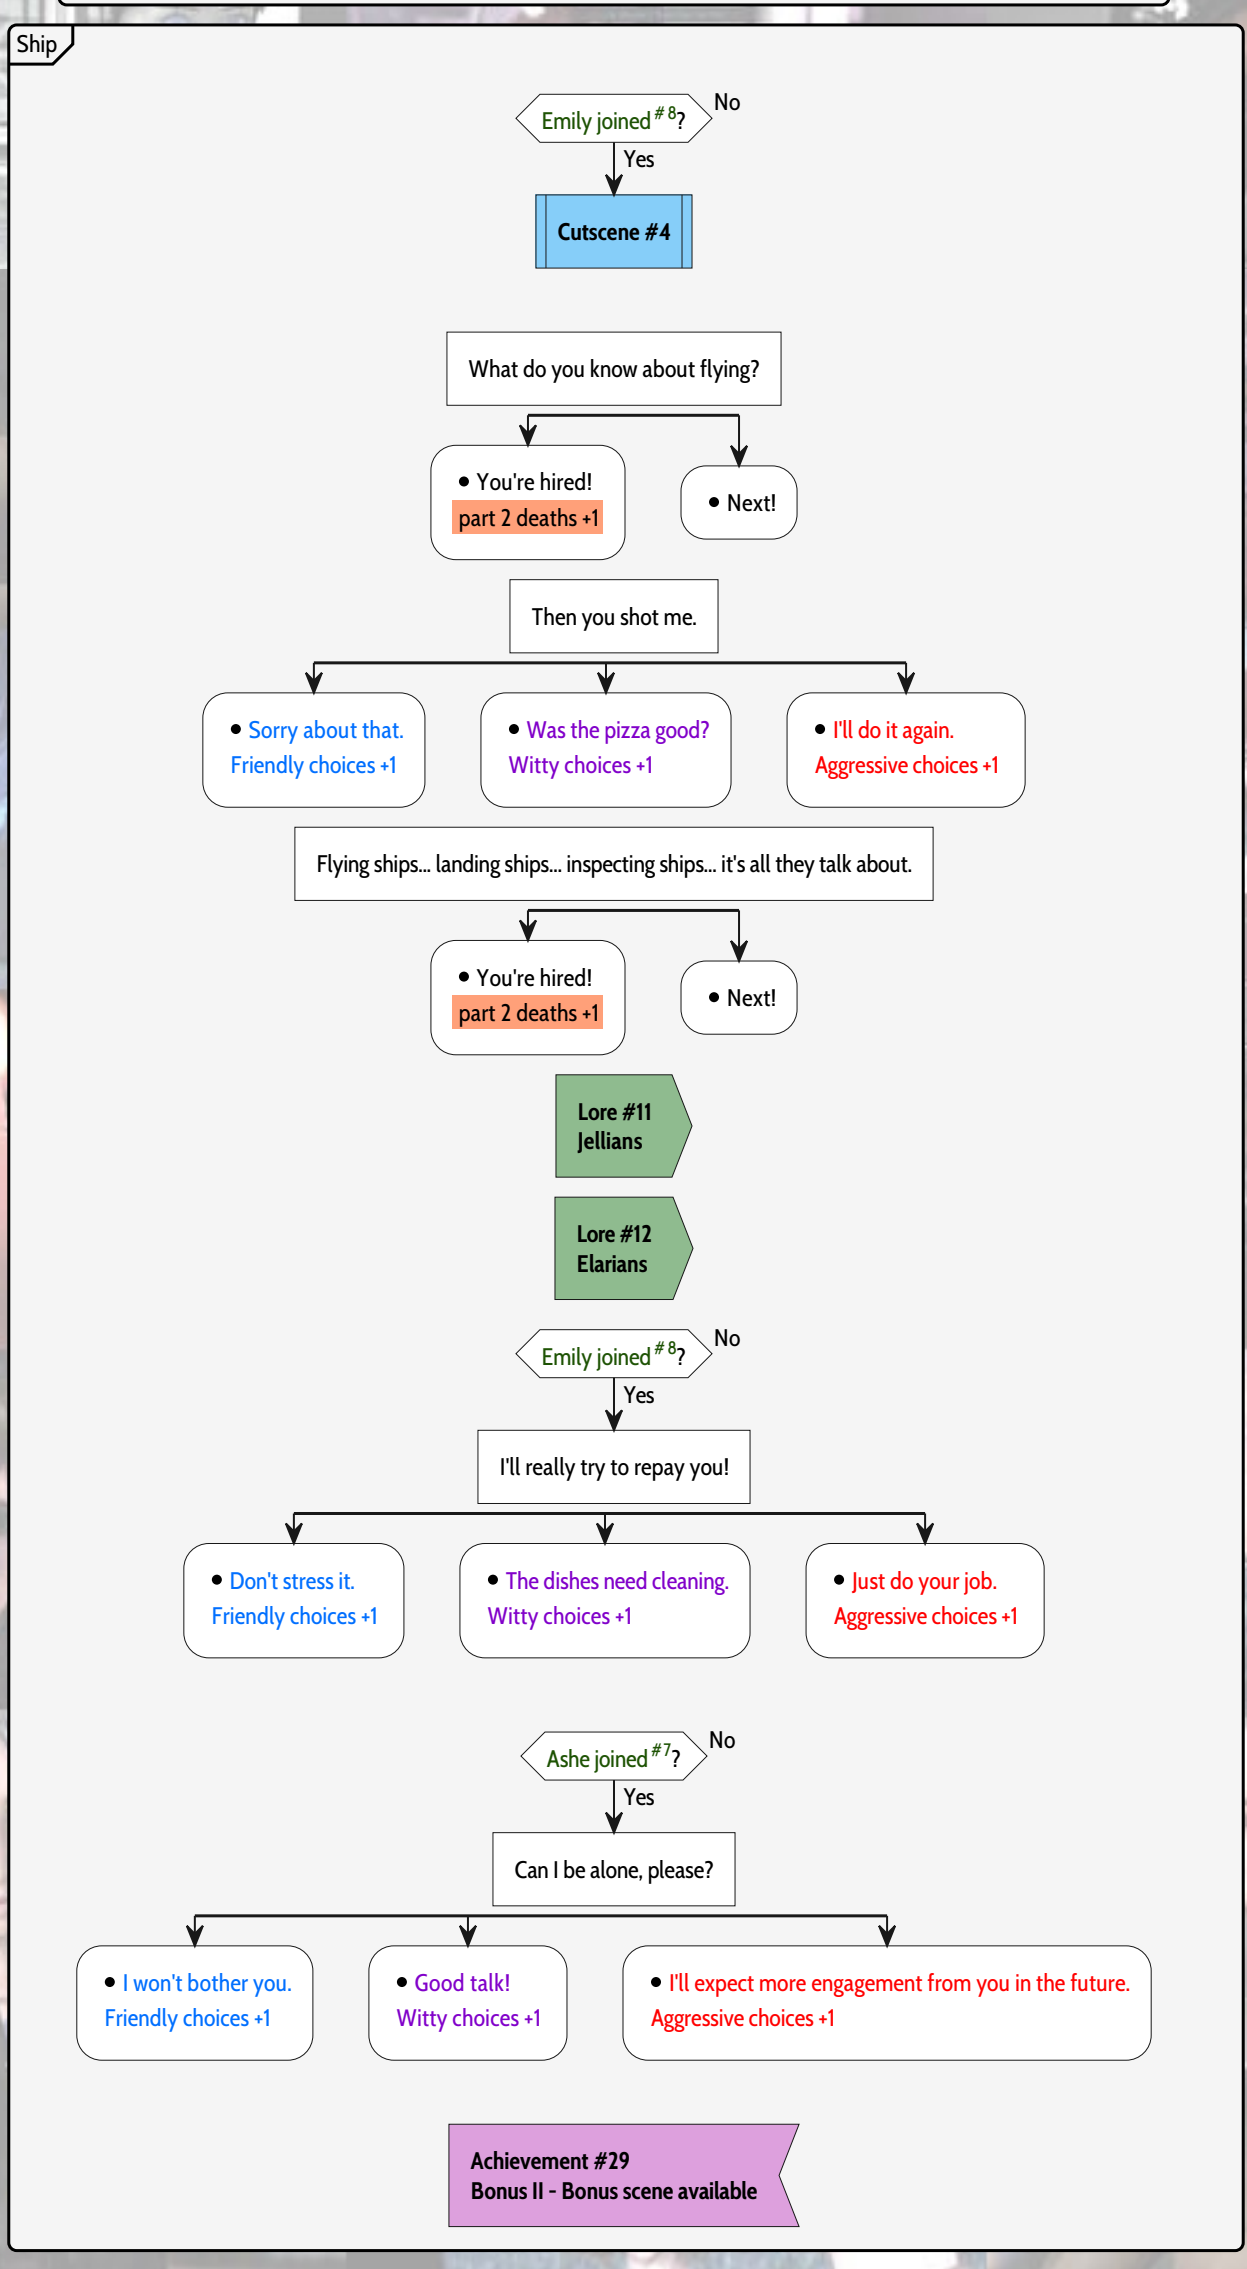 Ship
Emily joined #8?
No
Yes
Cutscene #4
What do you know about flying?
• You're hired!
part 2 deaths +1
• Next!
Then you shot me.
• Sorry about that.
Friendly choices +1
• Was the pizza good?
Witty choices +1
• I'll do it again.
Aggressive choices +1
Flying ships... landing ships... inspecting ships... it's all they talk about.
• You're hired!
part 2 deaths +1
• Next!
Lore #11
Jellians
Lore #12
Elarians
Emily joined #8?
No
Yes
I'll really try to repay you!
• Don't stress it.
Friendly choices +1
• The dishes need cleaning.
Witty choices +1
• Just do your job.
Aggressive choices +1
Ashe joined #7?
No
Yes
Can I be alone, please?
• I won't bother you.
Friendly choices +1
• Good talk!
Witty choices +1
• I'll expect more engagement from you in the future.
Aggressive choices +1
Achievement #29
Bonus II - Bonus scene available